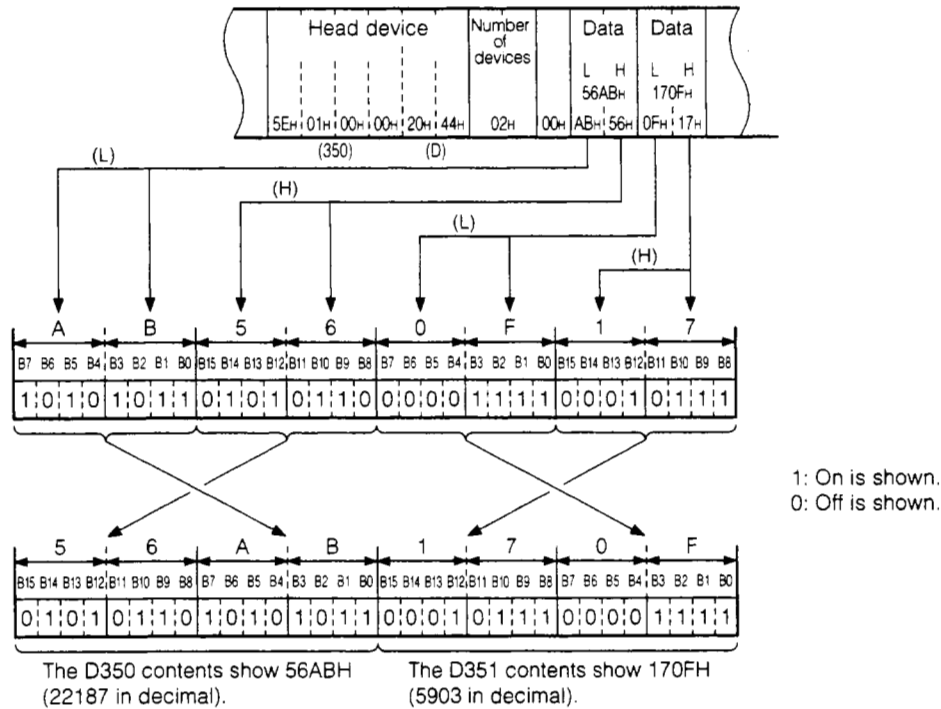 Head device Number of devices Data Data
L H L H
56ABH 170FH
5EH 01H 00H 00H 20H 44H 02H 00H ABH 56H 0FH 17H
(350) (D)
(L)
(H)
(L)
(H)
A B 5 6 0 F 1 7
B7 B6 B5 B4 B3 B2 B1 B0 B15 B14 B13 B12 B11 B10 B9 B8 B7 B6 B5 B4 B3 B2 B1 B0 B15 B14 B13 B12 B11 B10 B9 B8
1 0 1 0 1 0 1 1 0 1 0 1 0 1 1 0 0 0 0 0 1 1 1 1 0 0 0 1 0 1 1 1
1: On is shown.
0: Off is shown.
5 6 A B 1 7 0 F
B15 B14 B13 B12 B11 B10 B9 B8 B7 B6 B5 B4 B3 B2 B1 B0 B15 B14 B13 B12 B11 B10 B9 B8 B7 B6 B5 B4 B3 B2 B1 B0
0 1 0 1 0 1 1 0 1 0 1 0 1 0 1 1 0 0 0 1 0 1 1 1 0 0 0 0 1 1 1 1
The D350 contents show 56ABH
(22187 in decimal).
The D351 contents show 170FH
(5903 in decimal).